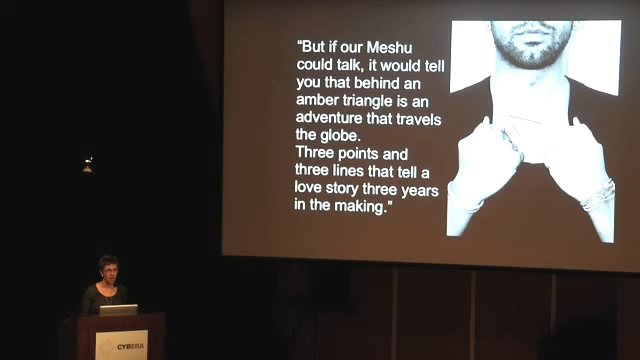 “But if our Meshu
could talk, it would tell
you that behind an
amber triangle is an
adventure that travels
the globe.
Three points and
three lines that tell a
love story three years
in the making.”
CYBERA